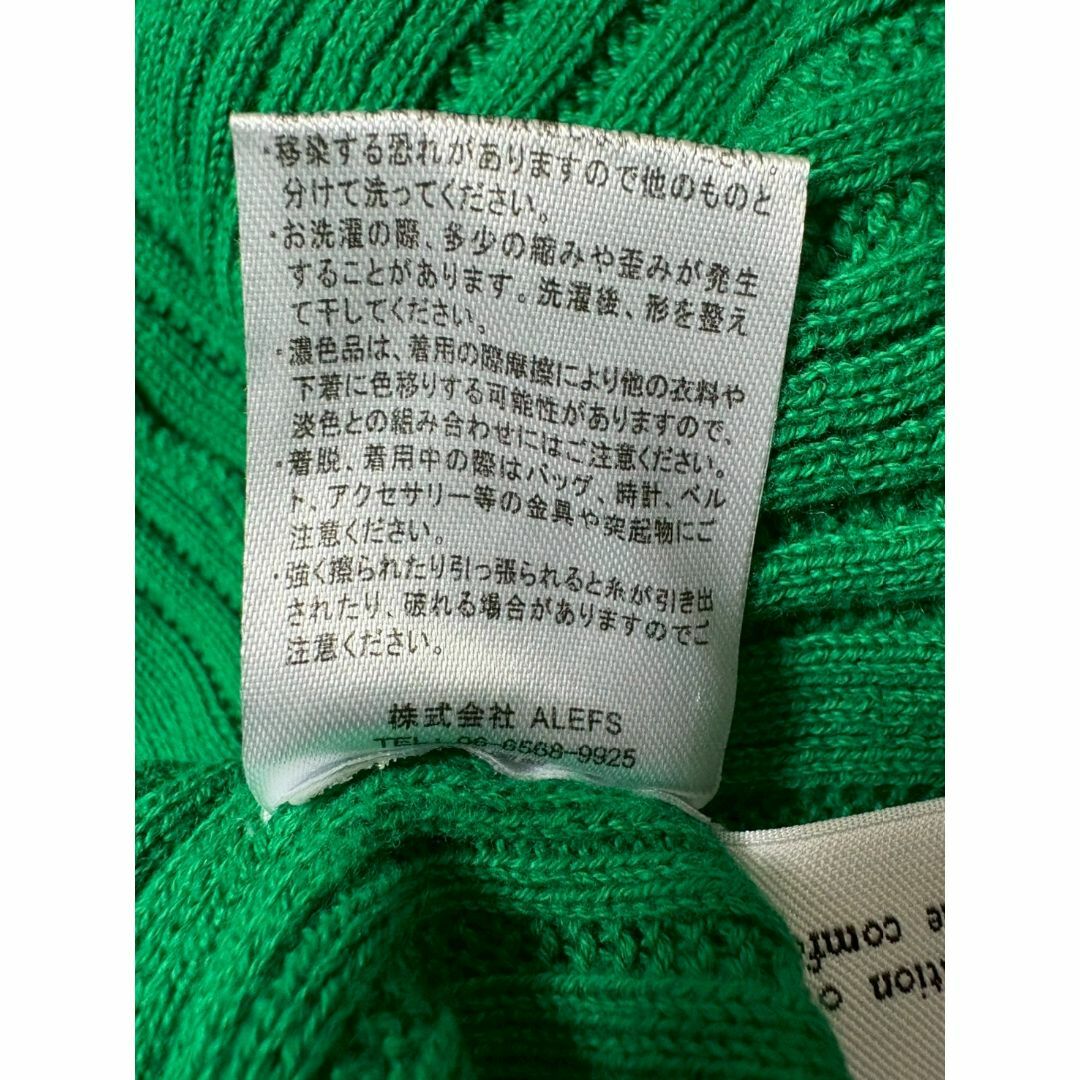 ・移染する恐れがありますので他のものと
分けて洗ってください。
・お洗濯の際、多少の縮みや歪みが発生
することがあります。洗濯後、形を整え
て干してください。
・濃色品は、着用の際摩擦により他の衣料や
下着に色移りする可能性がありますので、
淡色との組み合わせにはご注意ください。
・着脱、着用中の際はバッグ、時計、ベル
ト、アクセサリー等の金具や突起物にご
注意ください。
・強く擦られたり引っ張られると糸が引き出
されたり、破れる場合がありますのでご
注意ください。
株式会社 ALEFS
TEL: 06-6568-9925